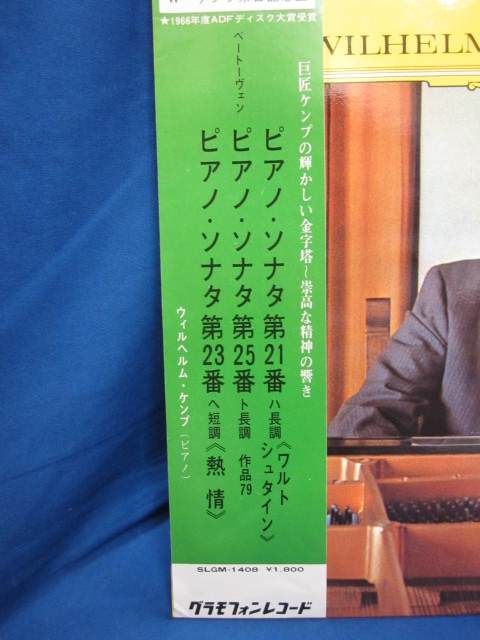 ★1966年度ADFディスク大賞受賞
VILHELM
巨匠ケンプの輝かしい金字塔〜崇高な精神の響き
ベートーヴェン
ピアノ・ソナタ 第21番 ハ長調《ワルトシュタイン》
ピアノ・ソナタ 第25番 ト長調 作品79
ピアノ・ソナタ 第23番 ヘ短調《熱情》
ウィルヘルム・ケンプ(ピアノ)
SLGM-1408 ¥1,800
グラモフォンレコード